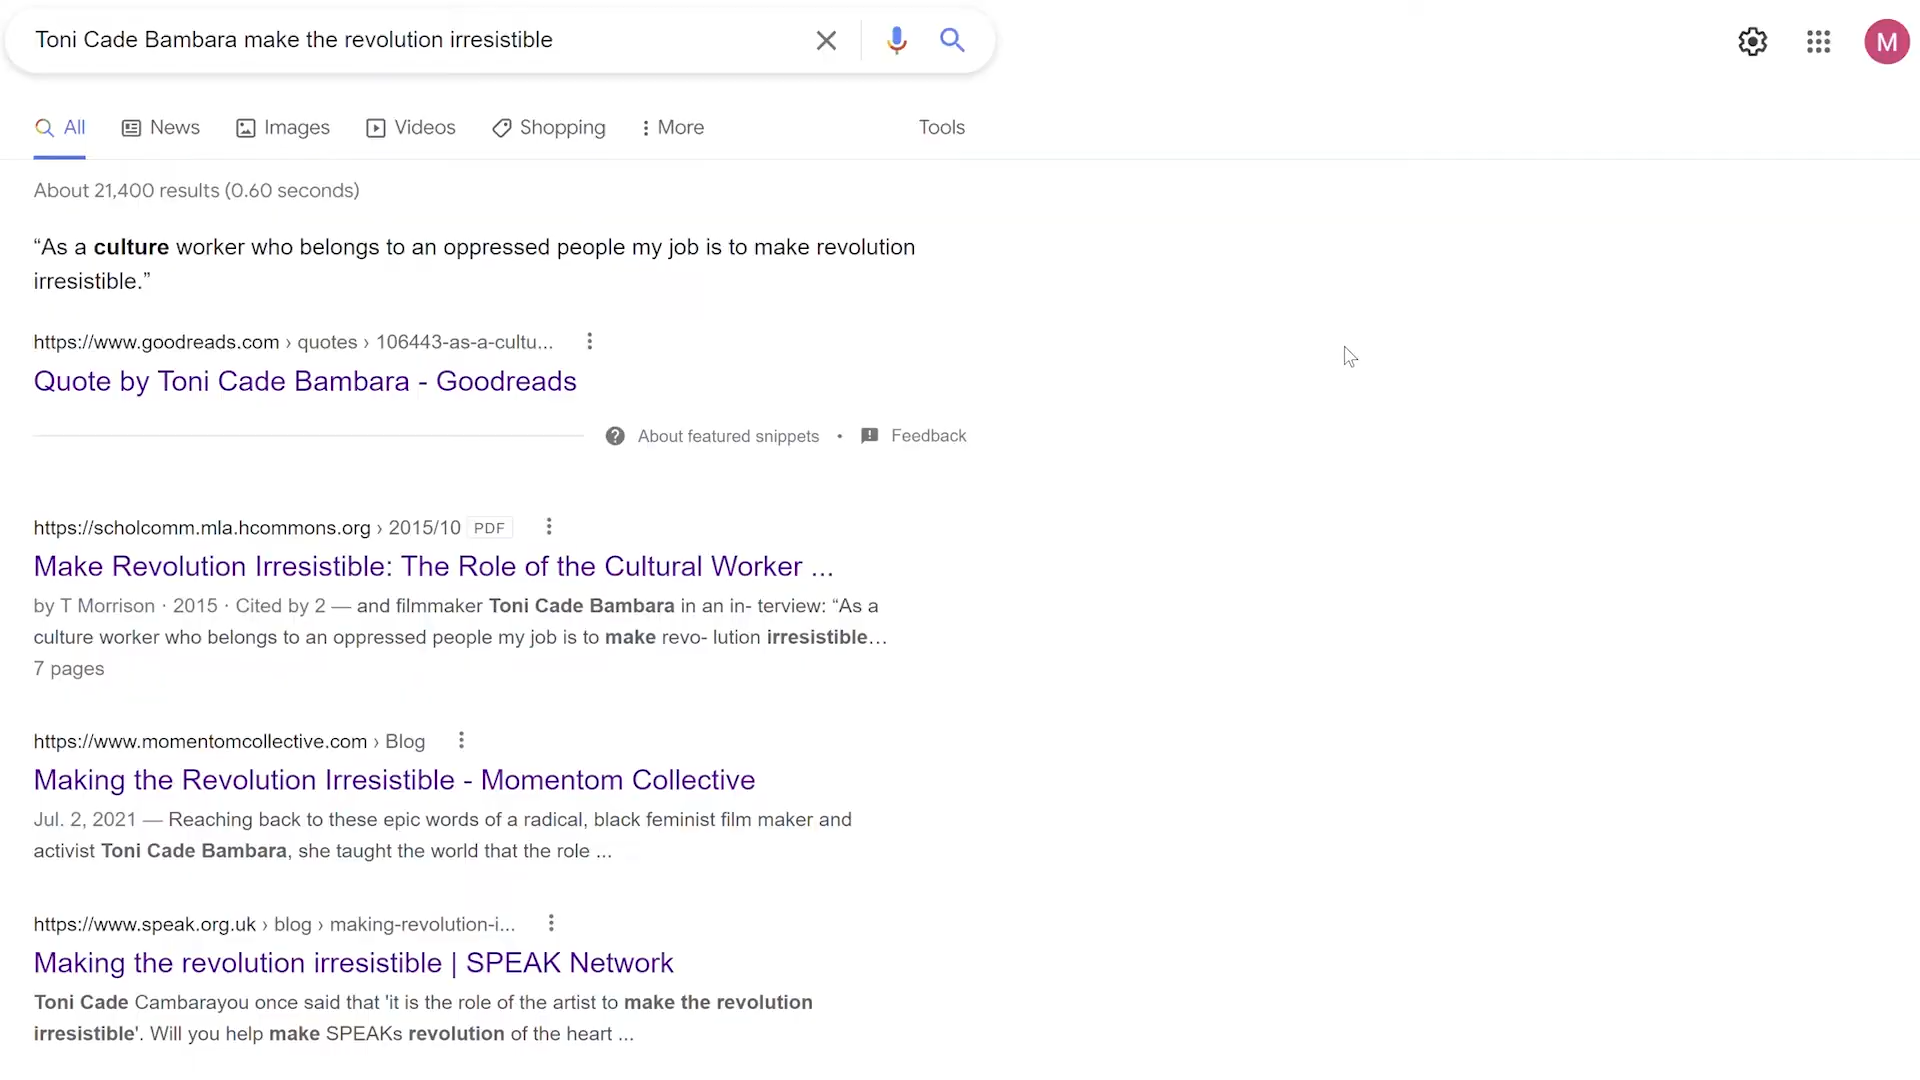 Toni Cade Bambara make the revolution irresistible
M
All News Images Videos Shopping More Tools
About 21,400 results (0.60 seconds)
“As a culture worker who belongs to an oppressed people my job is to make revolution
irresistible.”
https://www.goodreads.com › quotes › 106443-as-a-cultu...
Quote by Toni Cade Bambara - Goodreads
About featured snippets • Feedback
https://scholcomm.mla.hcommons.org › 2015/10 PDF
Make Revolution Irresistible: The Role of the Cultural Worker ...
by T Morrison · 2015 · Cited by 2 — and filmmaker Toni Cade Bambara in an in- terview: “As a
culture worker who belongs to an oppressed people my job is to make revo- lution irresistible...
7 pages
https://www.momentomcollective.com › Blog
Making the Revolution Irresistible - Momentom Collective
Jul. 2, 2021 — Reaching back to these epic words of a radical, black feminist film maker and
activist Toni Cade Bambara, she taught the world that the role ...
https://www.speak.org.uk › blog › making-revolution-i...
Making the revolution irresistible | SPEAK Network
Toni Cade Cambarayou once said that 'it is the role of the artist to make the revolution
irresistible'. Will you help make SPEAKs revolution of the heart ...